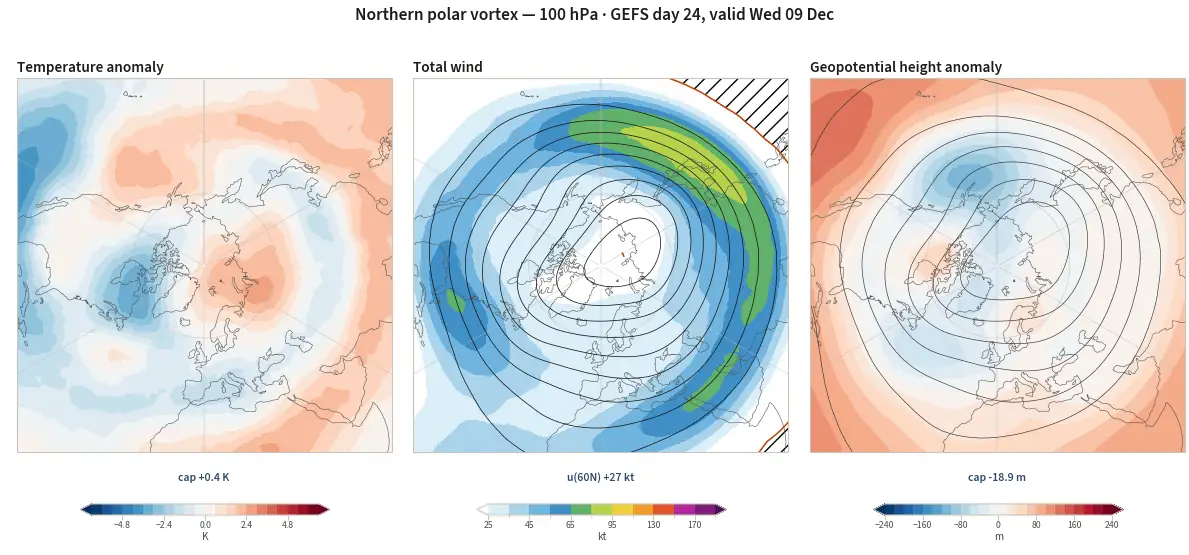 Northern polar vortex — 100 hPa · GEFS day 24, valid Wed 09 Dec
Temperature anomaly
Total wind
Geopotential height anomaly
cap +0.4 K
u(60N) +27 kt
cap -18.9 m
−4.8 −2.4 0.0 2.4 4.8
K
25 45 65 95 130 170
kt
−240 −160 −80 0 80 160 240
m